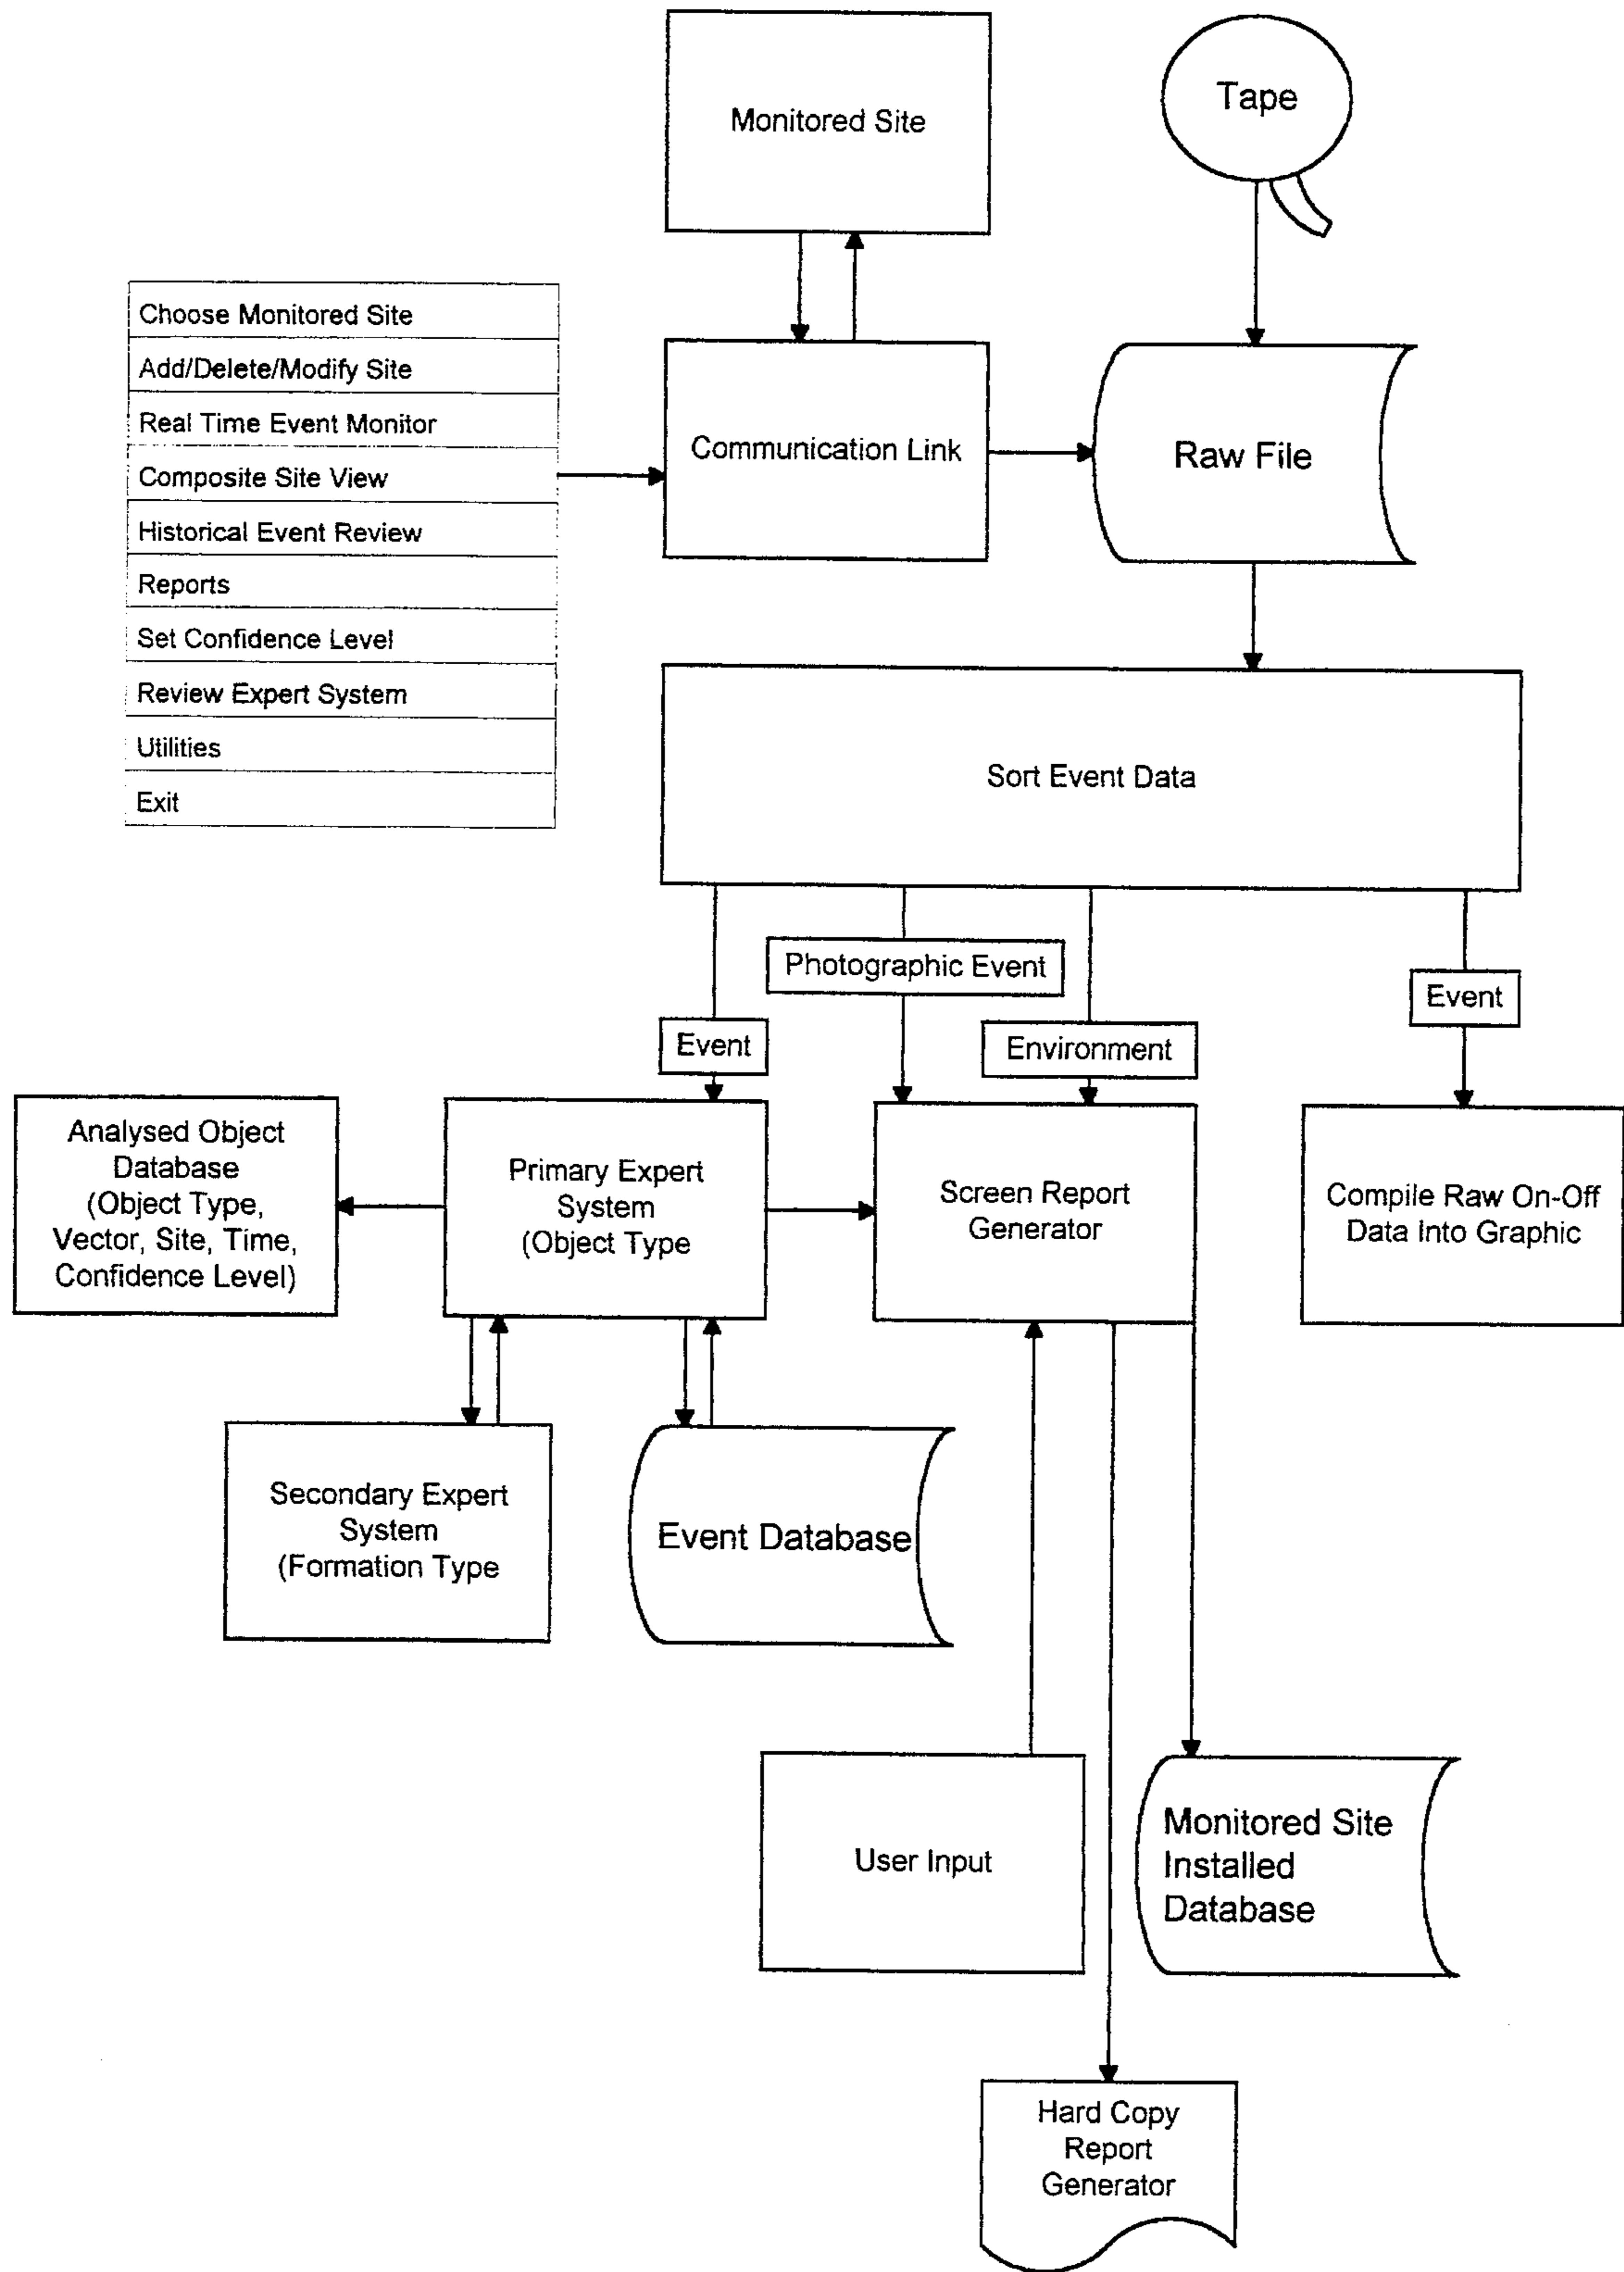 Monitored Site
Tape
Choose Monitored Site
Add/Delete/Modify Site
Real Time Event Monitor
Composite Site View
Historical Event Review
Reports
Set Confidence Level
Review Expert System
Utilities
Exit
Communication Link
Raw File
Sort Event Data
Photographic Event
Event
Event
Environment
Analysed Object
Database
(Object Type,
Vector, Site, Time,
Confidence Level)
Primary Expert
System
(Object Type
Screen Report
Generator
Compile Raw On-Off
Data Into Graphic
Secondary Expert
System
(Formation Type
Event Database
User Input
Monitored Site
Installed
Database
Hard Copy
Report
Generator